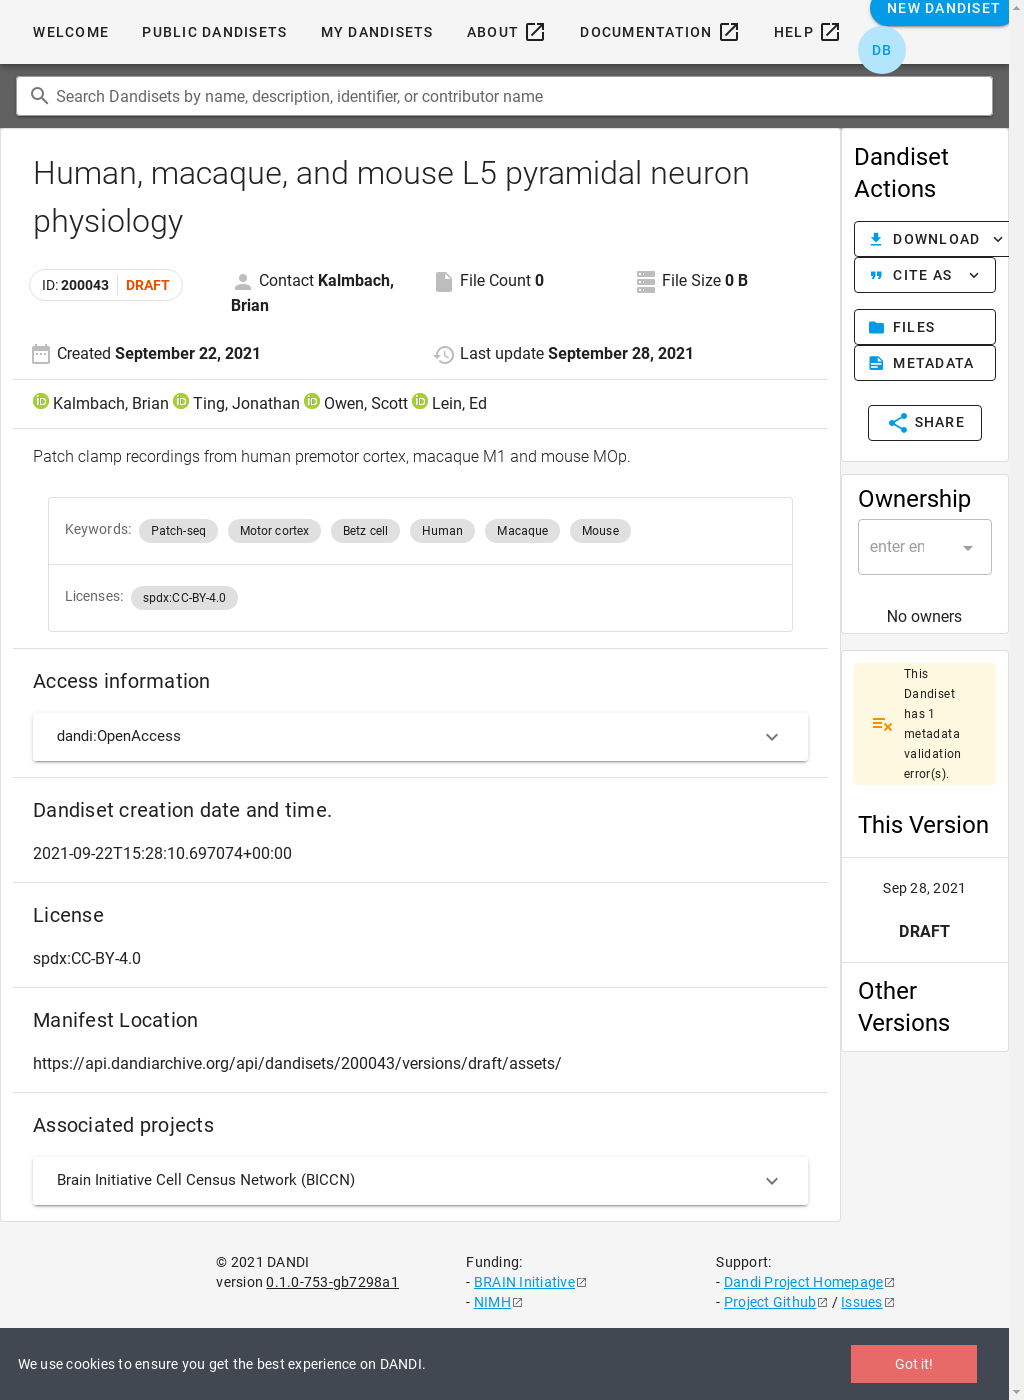 WELCOME PUBLIC DANDISETS MY DANDISETS ABOUT DOCUMENTATION HELP NEW DANDISET
DB
Search Dandisets by name, description, identifier, or contributor name
Human, macaque, and mouse L5 pyramidal neuron
physiology
ID: 200043 DRAFT
Contact Kalmbach,
Brian
File Count 0
File Size 0 B
Created September 22, 2021
Last update September 28, 2021
Kalmbach, Brian Ting, Jonathan Owen, Scott Lein, Ed
Patch clamp recordings from human premotor cortex, macaque M1 and mouse MOp.
Keywords: Patch-seq Motor cortex Betz cell Human Macaque Mouse
Licenses: spdx:CC-BY-4.0
Access information
dandi:OpenAccess
Dandiset creation date and time.
2021-09-22T15:28:10.697074+00:00
License
spdx:CC-BY-4.0
Manifest Location
https://api.dandiarchive.org/api/dandisets/200043/versions/draft/assets/
Associated projects
Brain Initiative Cell Census Network (BICCN)
Dandiset
Actions
DOWNLOAD
CITE AS
FILES
METADATA
SHARE
Ownership
enter en
No owners
This
Dandiset
has 1
metadata
validation
error(s).
This Version
Sep 28, 2021
DRAFT
Other
Versions
© 2021 DANDI
version 0.1.0-753-gb7298a1
Funding:
- BRAIN Initiative
- NIMH
Support:
- Dandi Project Homepage
- Project Github / Issues
We use cookies to ensure you get the best experience on DANDI.
Got it!